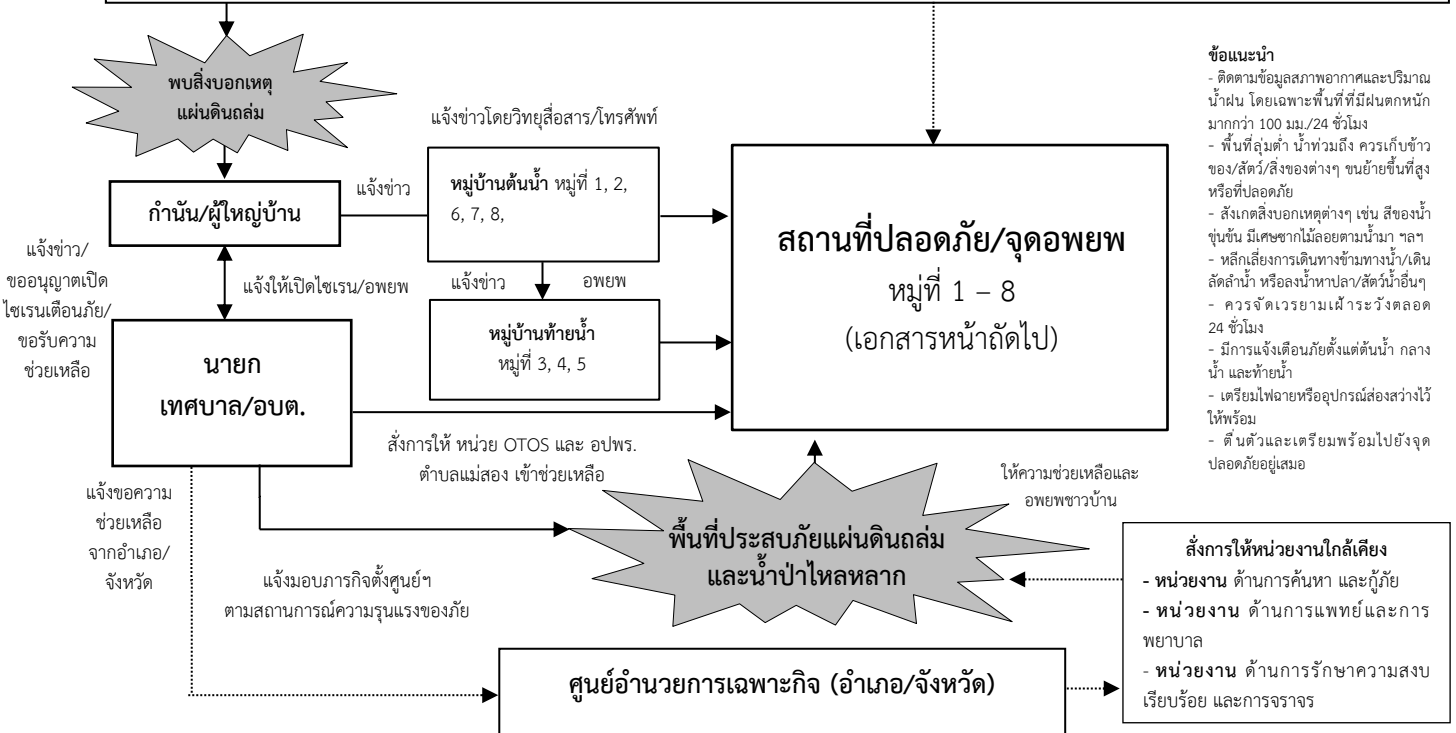 พบสิ่งบอกเหตุ
แผ่นดินถล่ม
แจ้งข่าวโดยวิทยุสื่อสาร/โทรศัพท์
กำนัน/ผู้ใหญ่บ้าน
แจ้งข่าว
หมู่บ้านต้นน้ำ หมู่ที่ 1, 2,
6, 7, 8,
แจ้งข่าว/
ขออนุญาตเปิด
ไซเรนเตือนภัย/
ขอรับความ
ช่วยเหลือ
แจ้งให้เปิดไซเรน/อพยพ
แจ้งข่าว
อพยพ
หมู่บ้านท้ายน้ำ
หมู่ที่ 3, 4, 5
สถานที่ปลอดภัย/จุดอพยพ
หมู่ที่ 1 – 8
(เอกสารหน้าถัดไป)
นายก
เทศบาล/อบต.
สั่งการให้ หน่วย OTOS และ อปพร.
ตำบลแม่สอง เข้าช่วยเหลือ
แจ้งขอความ
ช่วยเหลือ
จากอำเภอ/
จังหวัด
แจ้งมอบภารกิจตั้งศูนย์ฯ
ตามสถานการณ์ความรุนแรงของภัย
ให้ความช่วยเหลือและ
อพยพชาวบ้าน
พื้นที่ประสบภัยแผ่นดินถล่ม
และน้ำป่าไหลหลาก
ศูนย์อำนวยการเฉพาะกิจ (อำเภอ/จังหวัด)
ข้อแนะนำ
- ติดตามข้อมูลสภาพอากาศและปริมาณ
น้ำฝน โดยเฉพาะพื้นที่ที่มีฝนตกหนัก
มากกว่า 100 มม./24 ชั่วโมง
- พื้นที่ลุ่มต่ำ น้ำท่วมถึง ควรเก็บข้าว
ของ/สัตว์/สิ่งของต่างๆ ขนย้ายขึ้นที่สูง
หรือที่ปลอดภัย
- สังเกตสิ่งบอกเหตุต่างๆ เช่น สีของน้ำ
ขุ่นข้น มีเศษซากไม้ลอยตามน้ำมา ฯลฯ
- หลีกเลี่ยงการเดินทางข้ามทางน้ำ/เดิน
ลัดลำน้ำ หรือลงน้ำหาปลา/สัตว์น้ำอื่นๆ
- ควรจัดเวรยามเฝ้าระวังตลอด
24 ชั่วโมง
- มีการแจ้งเตือนภัยตั้งแต่ต้นน้ำ กลาง
น้ำ และท้ายน้ำ
- เตรียมไฟฉายหรืออุปกรณ์ส่องสว่างไว้
ให้พร้อม
- ตื่นตัวและเตรียมพร้อมไปยังจุด
ปลอดภัยอยู่เสมอ
สั่งการให้หน่วยงานใกล้เคียง
- หน่วยงาน ด้านการค้นหา และกู้ภัย
- หน่วยงาน ด้านการแพทย์และการ
พยาบาล
- หน่วยงาน ด้านการรักษาความสงบ
เรียบร้อย และการจราจร